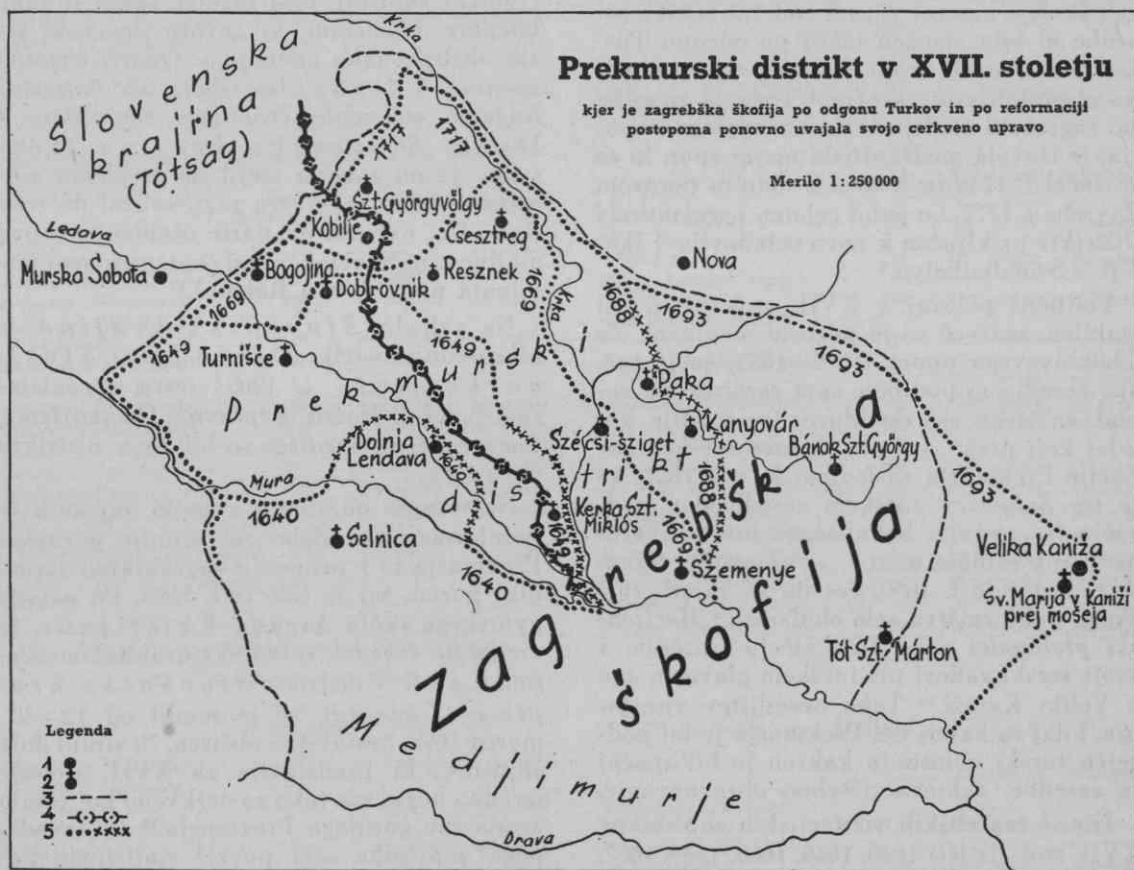 Prekmurski distrikt v XVII. stoletju
kjer je zagrebška škofija po odgonu Turkov in po reformaciji
postopoma ponovno uvajala svojo cerkveno upravo
Merilo 1: 250 000
Slovenska
krajina
(Tótság)
Krka
1777
1777
Ledova
Murska Sobota
Szt. Györgyvölgy
Kobilje
Csesztreg
Bogojina
Resznek
Dobrovnik
Nova
1669
1649
Turnišče
1649
1669
Krka
1688
1693
1693
1693
Prekmurski distrikt
Paka
Dolnja
Lendava
Szécsi-sziget
Kanyovár
Bánok Szt. György
Mura
1640
Selnica
1640
Kerka Szt.
Miklós
1649
1669
1688
Szemenye
Velika Kaniža
Sv. Marija v Kaniži
prej mošeja
Tót Szt. Márton
Zagrebška
škofija
Medjimurje
Drava
Legenda
1
2
3
4
5